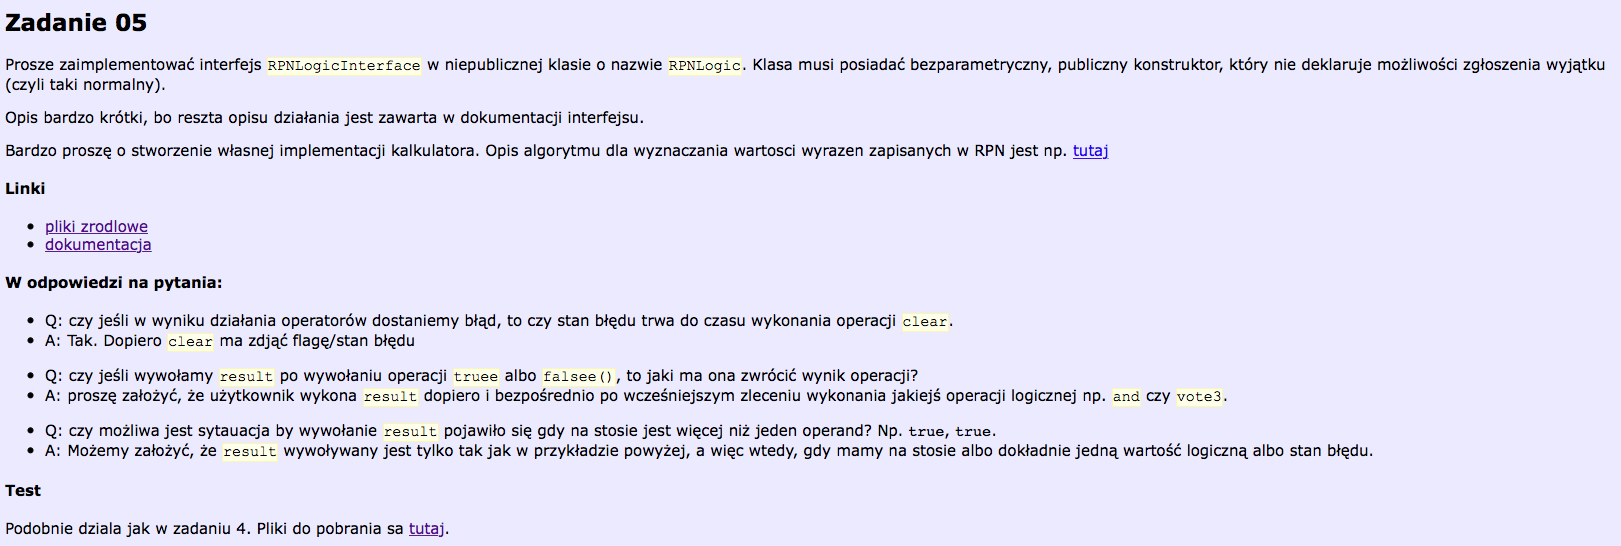 Zadanie 05
Prosze zaimplementować interfejs RPNLogicInterface w niepublicznej klasie o nazwie RPNLogic. Klasa musi posiadać bezparametryczny, publiczny konstruktor, który nie deklaruje możliwości zgłoszenia wyjątku
(czyli taki normalny).
Opis bardzo krótki, bo reszta opisu działania jest zawarta w dokumentacji interfejsu.
Bardzo proszę o stworzenie własnej implementacji kalkulatora. Opis algorytmu dla wyznaczania wartosci wyrazen zapisanych w RPN jest np. tutaj
Linki
• pliki zrodlowe
• dokumentacja
W odpowiedzi na pytania:
• Q: czy jeśli w wyniku działania operatorów dostaniemy błąd, to czy stan błędu trwa do czasu wykonania operacji clear.
• A: Tak. Dopiero clear ma zdjąć flagę/stan błędu
• Q: czy jeśli wywołamy result po wywołaniu operacji truee albo falsee(), to jaki ma ona zwrócić wynik operacji?
• A: proszę założyć, że użytkownik wykona result dopiero i bezpośrednio po wcześniejszym zleceniu wykonania jakiejś operacji logicznej np. and czy vote3.
• Q: czy możliwa jest sytauacja by wywołanie result pojawiło się gdy na stosie jest więcej niż jeden operand? Np. true, true.
• A: Możemy założyć, że result wywoływany jest tylko tak jak w przykładzie powyżej, a więc wtedy, gdy mamy na stosie albo dokładnie jedną wartość logiczną albo stan błędu.
Test
Podobnie dziala jak w zadaniu 4. Pliki do pobrania sa tutaj.